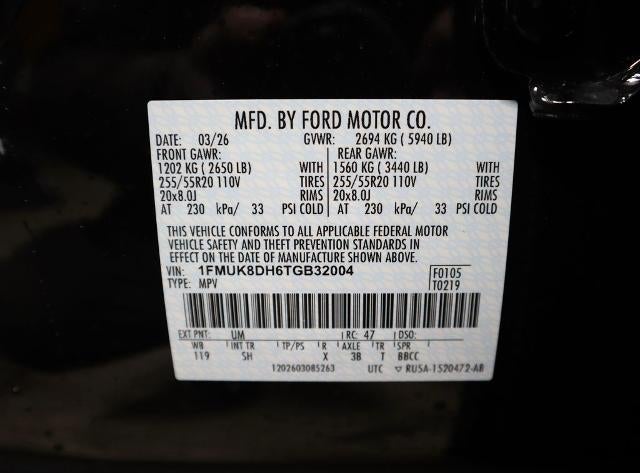 MFD. BY FORD MOTOR CO.
DATE: 03/26 GVWR: 2694 KG ( 5940 LB)
FRONT GAWR: REAR GAWR:
1202 KG ( 2650 LB) WITH 1560 KG ( 3440 LB) WITH
255/55R20 110V TIRES 255/55R20 110V TIRES
20x8.0J RIMS 20x8.0J RIMS
AT 230 kPa/ 33 PSI COLD AT 230 kPa/ 33 PSI COLD
THIS VEHICLE CONFORMS TO ALL APPLICABLE FEDERAL MOTOR
VEHICLE SAFETY AND THEFT PREVENTION STANDARDS IN
EFFECT ON THE DATE OF MANUFACTURE SHOWN ABOVE.
VIN: 1FMUK8DH6TGB32004 F0105
TYPE: MPV T0219
EXT PNT: UM RC: 47 DSO:
WB INT TR TP/PS R AXLE TR SPR
119 SH X 3B T BBCC
1202603085263 UTC ▽ RU5A-1520472-AB